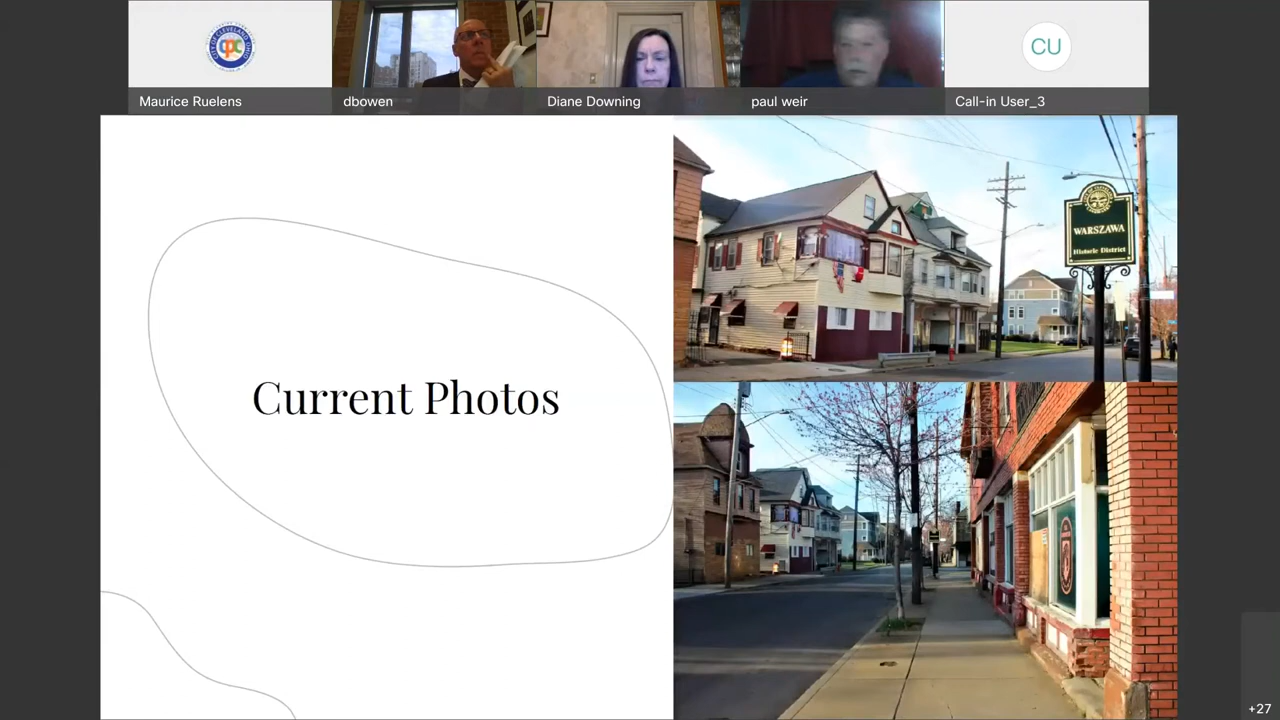 Maurice Ruelens
dbowen
Diane Downing
paul weir
CU
Call-in User_3
Current Photos
WARSZAWA
Historic District
+27